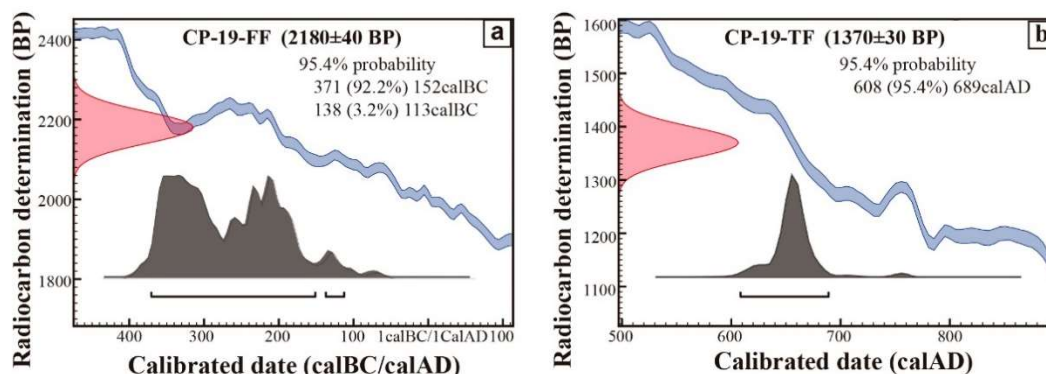 a
CP-19-FF (2180±40 BP)
95.4% probability
371 (92.2%) 152calBC
138 (3.2%) 113calBC
Radiocarbon determination (BP)
2400
2200
2000
1800
400 300 200 100 1calBC/1CalAD 100
Calibrated date (calBC/calAD)
b
CP-19-TF (1370±30 BP)
95.4% probability
608 (95.4%) 689calAD
Radiocarbon determination (BP)
1600
1500
1400
1300
1200
1100
500 600 700 800
Calibrated date (calAD)